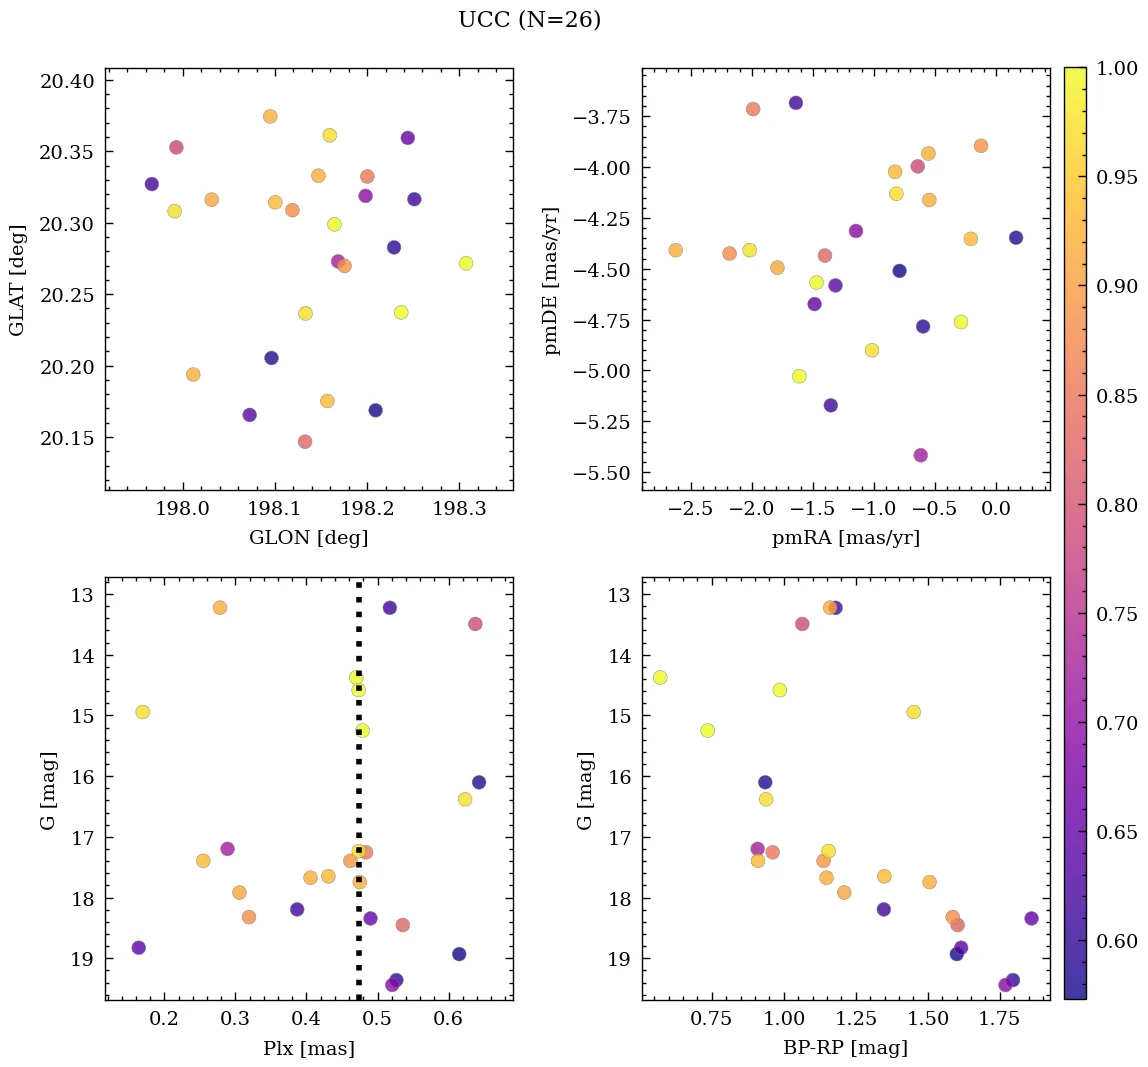 UCC (N=26)
20.40
20.35
20.30
20.25
20.20
20.15
GLAT [deg]
198.0 198.1 198.2 198.3
GLON [deg]
−3.75
−4.00
−4.25
−4.50
−4.75
−5.00
−5.25
−5.50
pmDE [mas/yr]
−2.5 −2.0 −1.5 −1.0 −0.5 0.0
pmRA [mas/yr]
13
14
15
16
17
18
19
G [mag]
0.2 0.3 0.4 0.5 0.6
Plx [mas]
13
14
15
16
17
18
19
G [mag]
0.75 1.00 1.25 1.50 1.75
BP-RP [mag]
1.00
0.95
0.90
0.85
0.80
0.75
0.70
0.65
0.60